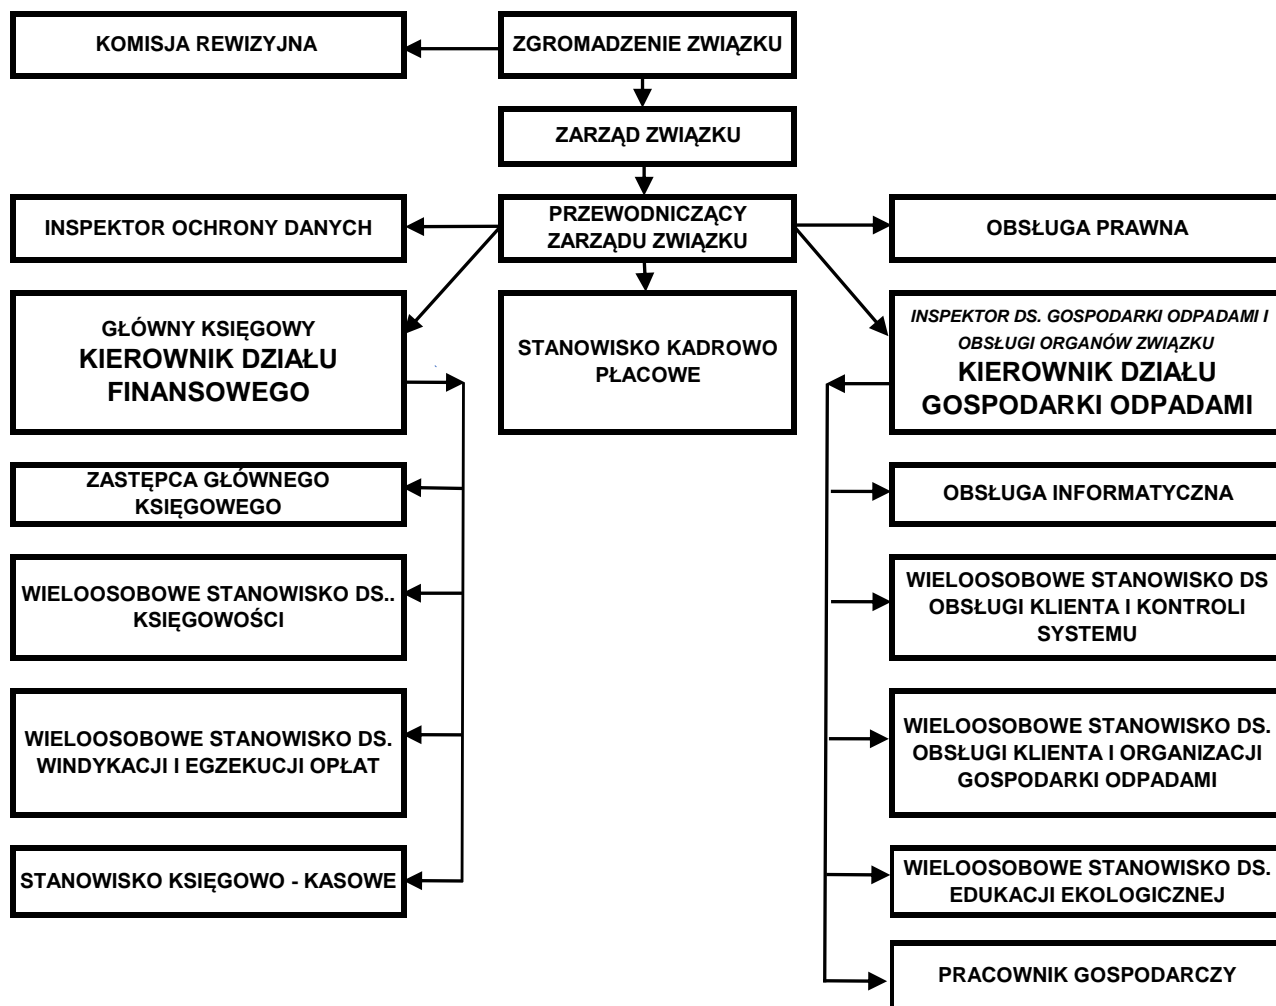 KOMISJA REWIZYJNA
ZGROMADZENIE ZWIĄZKU
ZARZĄD ZWIĄZKU
INSPEKTOR OCHRONY DANYCH
PRZEWODNICZĄCY
ZARZĄDU ZWIĄZKU
OBSŁUGA PRAWNA
GŁÓWNY KSIĘGOWY
KIEROWNIK DZIAŁU
FINANSOWEGO
STANOWISKO KADROWO
PŁACOWE
INSPEKTOR DS. GOSPODARKI ODPADAMI I
OBSŁUGI ORGANÓW ZWIĄZKU
KIEROWNIK DZIAŁU
GOSPODARKI ODPADAMI
ZASTĘPCA GŁÓWNEGO
KSIĘGOWEGO
OBSŁUGA INFORMATYCZNA
WIELOOSOBOWE STANOWISKO DS..
KSIĘGOWOŚCI
WIELOOSOBOWE STANOWISKO DS
OBSŁUGI KLIENTA I KONTROLI
SYSTEMU
WIELOOSOBOWE STANOWISKO DS.
WINDYKACJI I EGZEKUCJI OPŁAT
WIELOOSOBOWE STANOWISKO DS.
OBSŁUGI KLIENTA I ORGANIZACJI
GOSPODARKI ODPADAMI
STANOWISKO KSIĘGOWO - KASOWE
WIELOOSOBOWE STANOWISKO DS.
EDUKACJI EKOLOGICZNEJ
PRACOWNIK GOSPODARCZY